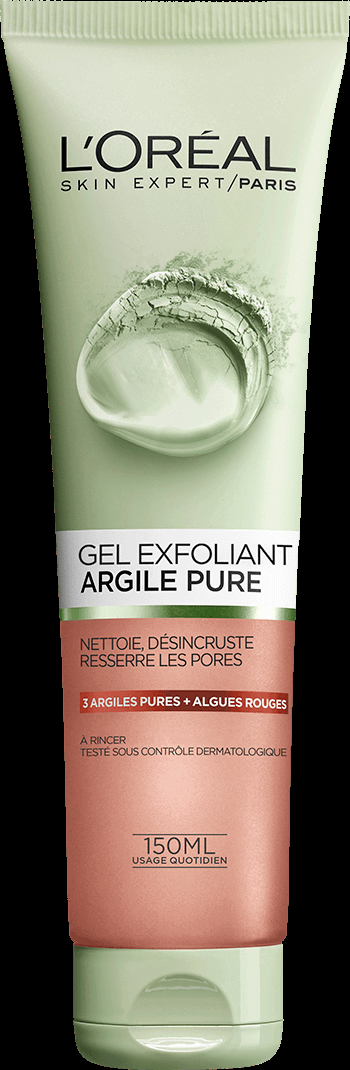 L'ORÉAL
SKIN EXPERT/PARIS
GEL EXFOLIANT
ARGILE PURE
NETTOIE, DÉSINCRUSTE
RESSERRE LES PORES
3 ARGILES PURES + ALGUES ROUGES
À RINCER
TESTÉ SOUS CONTRÔLE DERMATOLOGIQUE
150ML
USAGE QUOTIDIEN